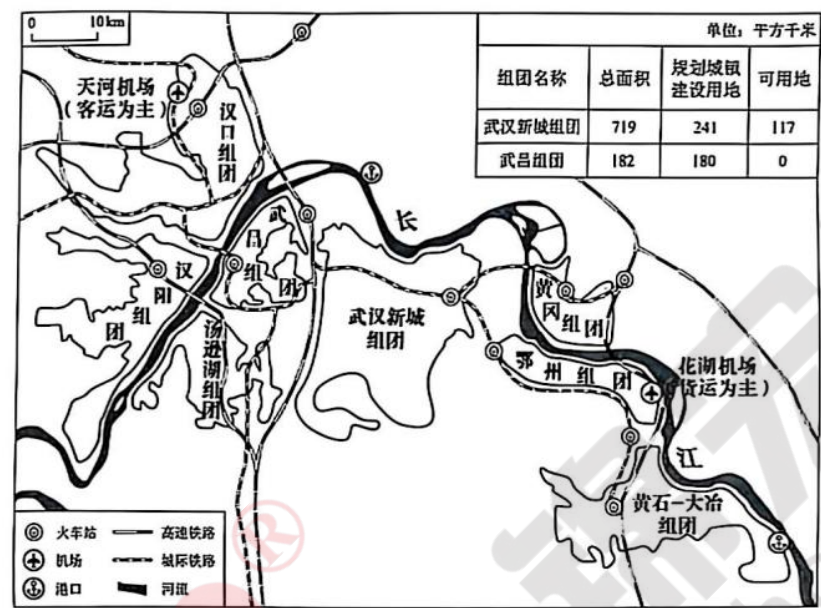 0 10km
单位：平方千米
组团名称 总面积 规划城镇建设用地 可用地
武汉新城组团 719 241 117
武昌组团 182 180 0
天河机场
（客运为主）
汉口组团
长
武昌组团
汉阳组团
汤逊湖组团
武汉新城
组团
黄冈组团
鄂州组团
花湖机场
（货运为主）
江
黄石-大冶
组团
火车站 高速铁路
机场 城际铁路
港口 河流
®